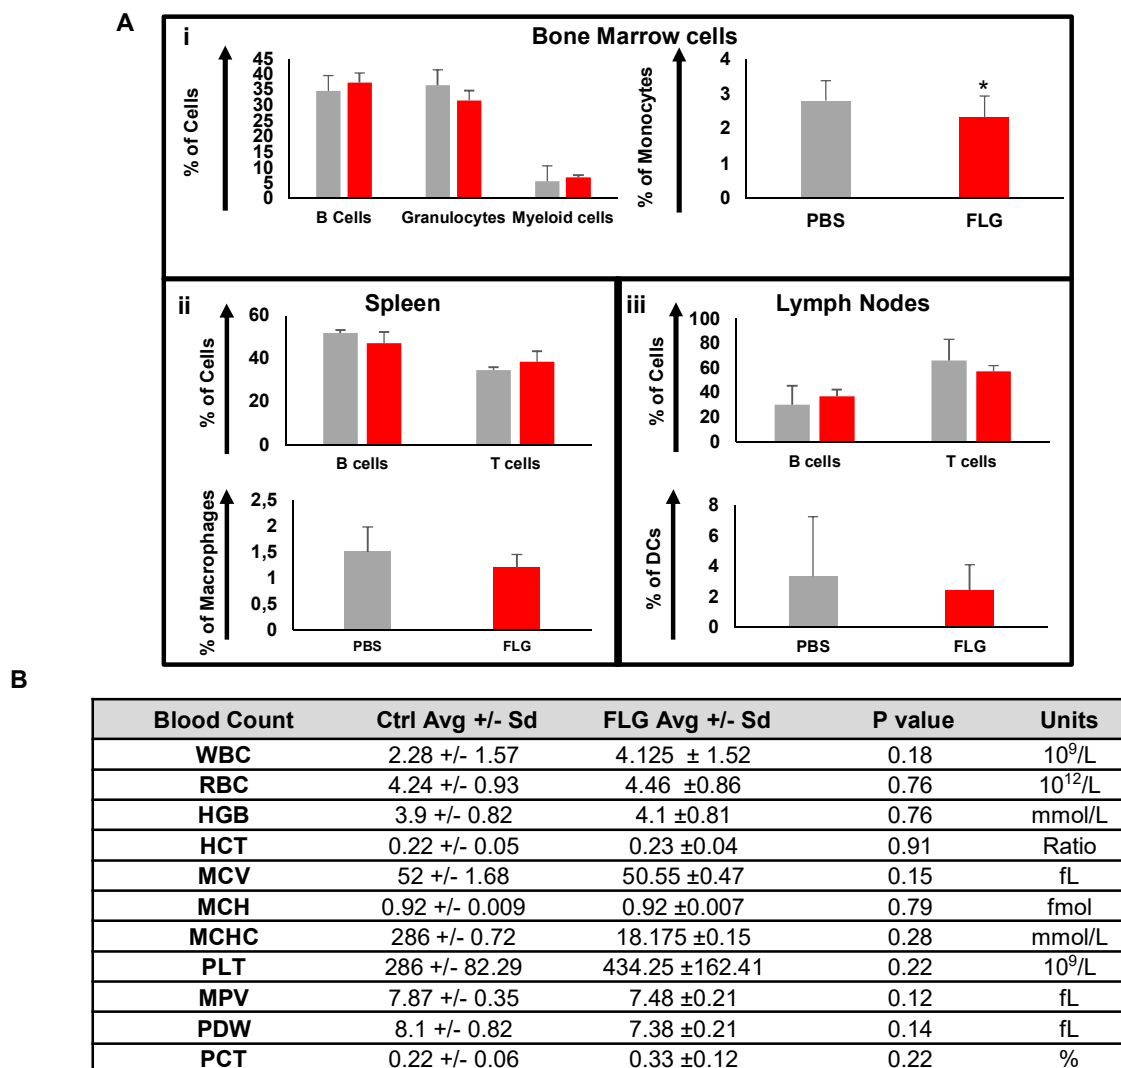 A
i
Bone Marrow cells
% of Cells
45
40
35
30
25
20
15
10
5
0
B Cells Granulocytes Myeloid cells
% of Monocytes
4
3
2
1
0
*
PBS FLG
ii
Spleen
% of Cells
60
40
20
0
B cells T cells
% of Macrophages
2,5
2
1,5
1
0,5
0
PBS FLG
iii
Lymph Nodes
% of Cells
100
80
60
40
20
0
B cells T cells
% of DCs
8
6
4
2
0
PBS FLG
B
Blood Count Ctrl Avg +/- Sd FLG Avg +/- Sd P value Units
WBC 2.28 +/- 1.57 4.125 ± 1.52 0.18 10⁹/L
RBC 4.24 +/- 0.93 4.46 ±0.86 0.76 10¹²/L
HGB 3.9 +/- 0.82 4.1 ±0.81 0.76 mmol/L
HCT 0.22 +/- 0.05 0.23 ±0.04 0.91 Ratio
MCV 52 +/- 1.68 50.55 ±0.47 0.15 fL
MCH 0.92 +/- 0.009 0.92 ±0.007 0.79 fmol
MCHC 286 +/- 0.72 18.175 ±0.15 0.28 mmol/L
PLT 286 +/- 82.29 434.25 ±162.41 0.22 10⁹/L
MPV 7.87 +/- 0.35 7.48 ±0.21 0.12 fL
PDW 8.1 +/- 0.82 7.38 ±0.21 0.14 fL
PCT 0.22 +/- 0.06 0.33 ±0.12 0.22 %